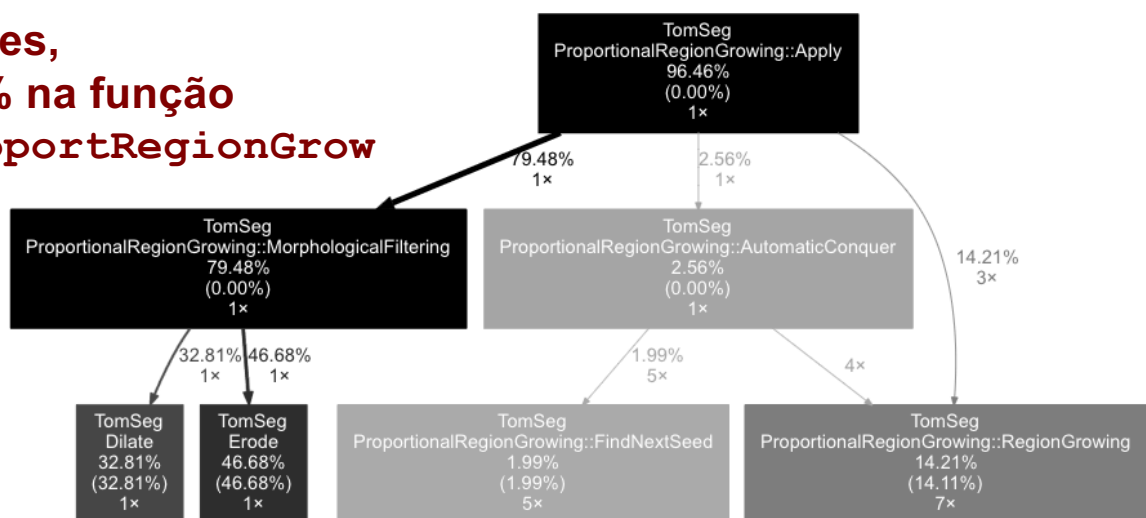 es,
% na função
portRegionGrow
TomSeg
ProportionalRegionGrowing::Apply
96.46%
(0.00%)
1×
79.48%
1×
2.56%
1×
14.21%
3×
TomSeg
ProportionalRegionGrowing::MorphologicalFiltering
79.48%
(0.00%)
1×
TomSeg
ProportionalRegionGrowing::AutomaticConquer
2.56%
(0.00%)
1×
32.81%
1×
46.68%
1×
1.99%
5×
4×
TomSeg
Dilate
32.81%
(32.81%)
1×
TomSeg
Erode
46.68%
(46.68%)
1×
TomSeg
ProportionalRegionGrowing::FindNextSeed
1.99%
(1.99%)
5×
TomSeg
ProportionalRegionGrowing::RegionGrowing
14.21%
(14.11%)
7×